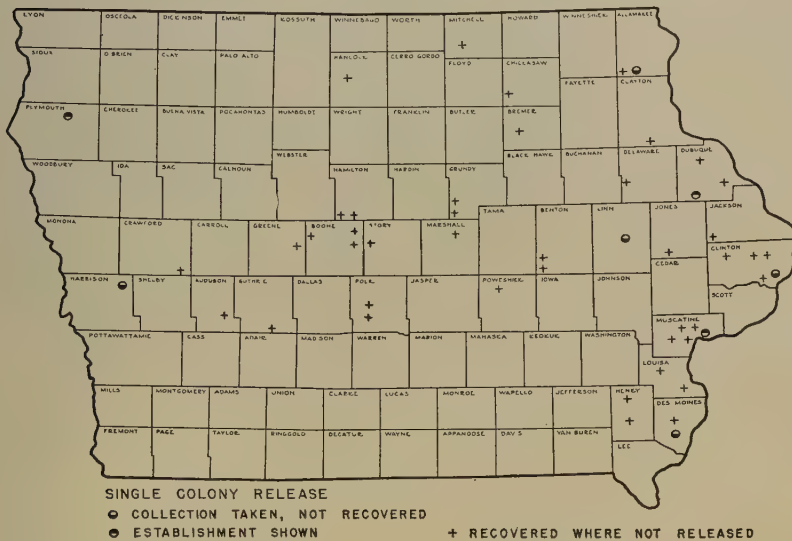 LYON OSCEOLA DICKINSON EMMET KOSSUTH WINNEBAGO WORTH MITCHELL HOWARD WINNESHIEK ALLAMAKEE
SIOUX O'BRIEN CLAY PALO ALTO HANCOCK CERRO GORDO FLOYD CHICKASAW
FAYETTE CLAYTON
PLYMOUTH CHEROKEE BUENA VISTA POCAHONTAS HUMBOLDT WRIGHT FRANKLIN BUTLER BREMER
WEBSTER BLACK HAWK BUCHANAN DELAWARE DUBUQUE
WOODBURY IDA SAC CALHOUN HAMILTON HARDIN GRUNDY
MONONA CRAWFORD CARROLL GREENE BOONE STORY MARSHALL TAMA BENTON LINN JONES JACKSON
CLINTON
CEDAR
HARRISON SHELBY AUDUBON GUTHRIE DALLAS POLK JASPER POWESHIEK IOWA JOHNSON
SCOTT
MUSCATINE
POTTAWATTAMIE CASS ADAIR MADISON WARREN MARION MAHASKA KEOKUK WASHINGTON
LOUISA
MILLS MONTGOMERY ADAMS UNION CLARKE LUCAS MONROE WAPELLO JEFFERSON HENRY
DES MOINES
FREMONT PAGE TAYLOR RINGGOLD DECATUR WAYNE APPANOOSE DAVIS VAN BUREN
LEE
SINGLE COLONY RELEASE
COLLECTION TAKEN, NOT RECOVERED
ESTABLISHMENT SHOWN + RECOVERED WHERE NOT RELEASED